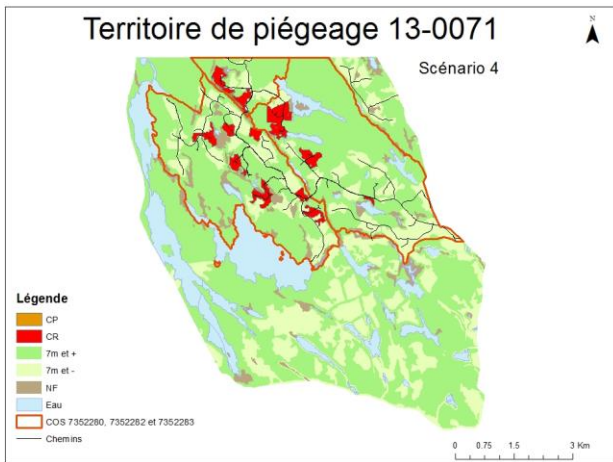 Territoire de piégeage 13-0071
N
Scénario 4
Légende
CP
CR
7m et +
7m et -
NF
Eau
COS 7352280, 7352282 et 7352283
Chemins
0 0.75 1.5 3 Km